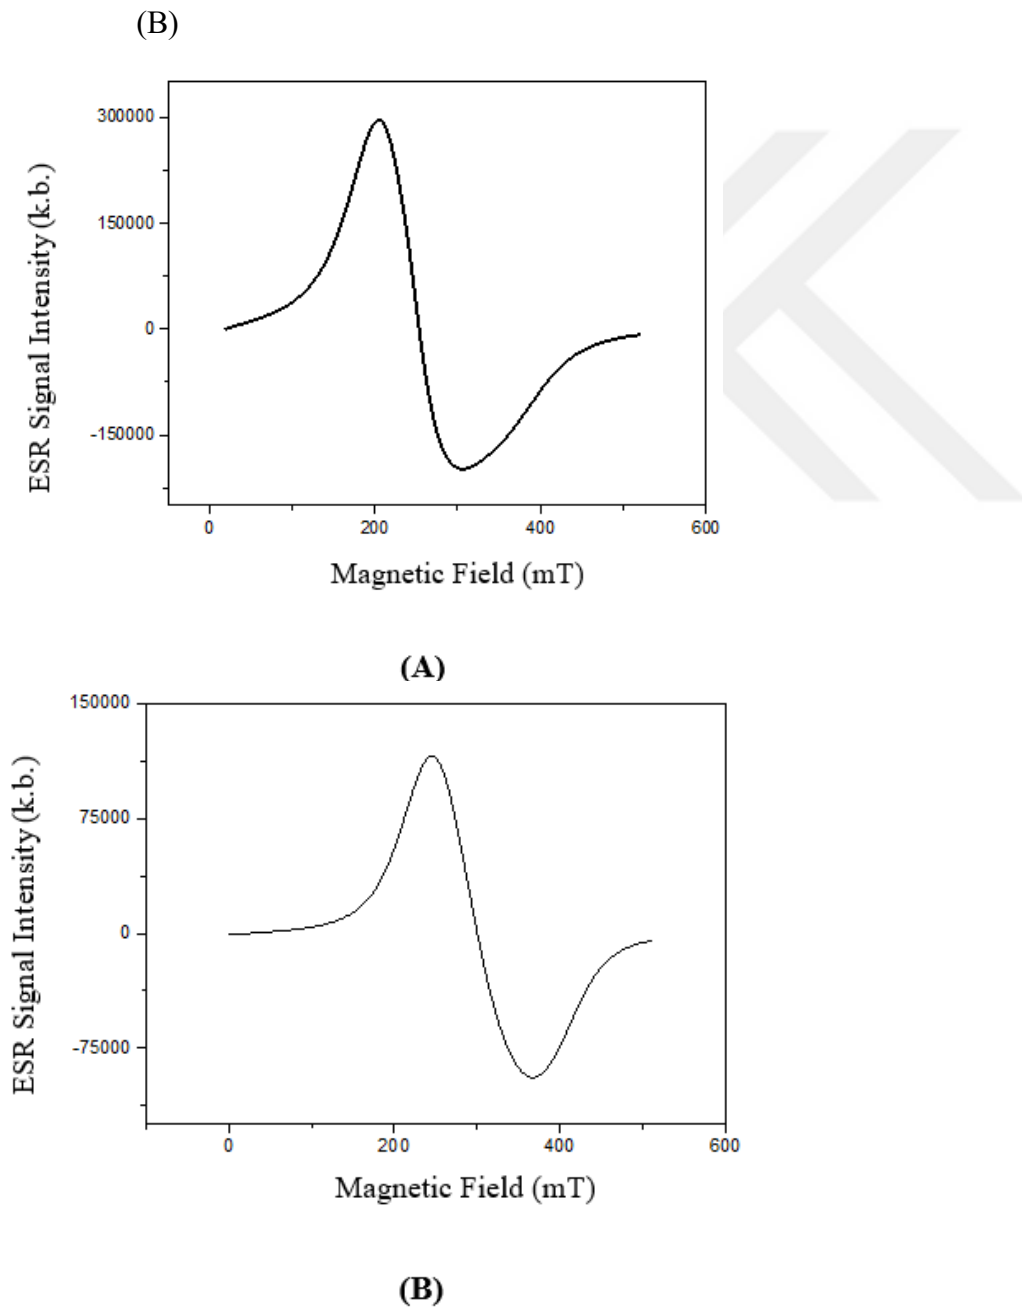 (B)
ESR Signal Intensity (k.b.)
300000
150000
0
-150000
0 200 400 600
Magnetic Field (mT)
(A)
ESR Signal Intensity (k.b.)
150000
75000
0
-75000
0 200 400 600
Magnetic Field (mT)
(B)